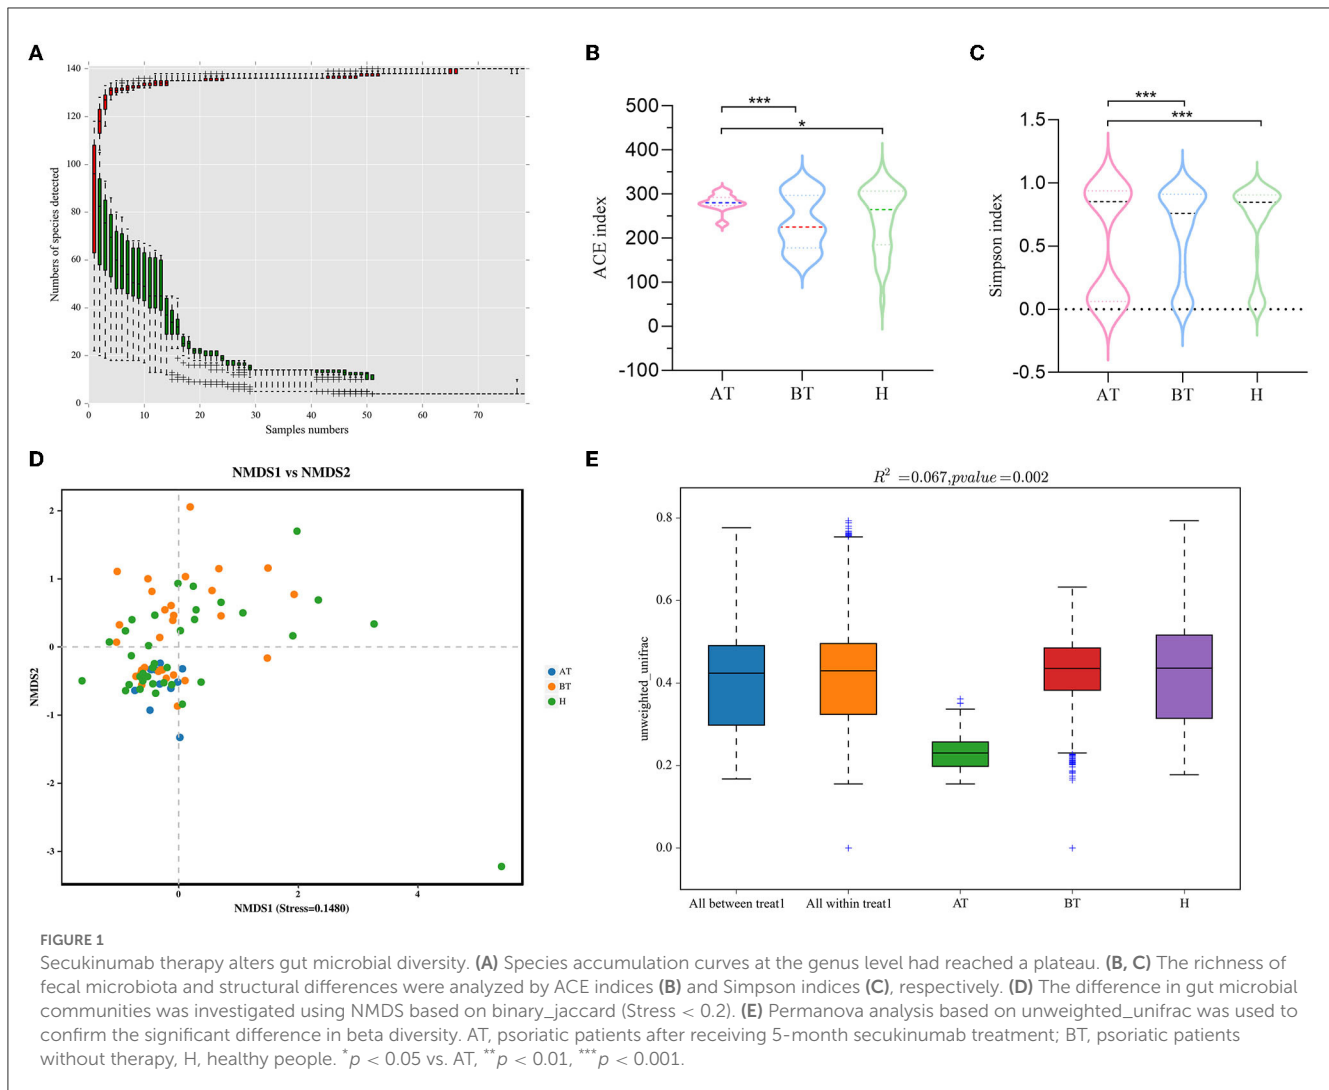 A
140
120
100
80
60
40
20
0
Numbers of species detected
0 10 20 30 40 50 60 70
Samples numbers
B
500
400
300
200
100
0
-100
ACE index
***
*
AT BT H
C
1.5
1.0
0.5
0.0
-0.5
Simpson index
***
***
AT BT H
D
NMDS1 vs NMDS2
2
1
0
-1
-2
-3
NMDS2
0 2 4
NMDS1 (Stress=0.1480)
AT
BT
H
E
R² =0.067,pvalue=0.002
0.8
0.6
0.4
0.2
0.0
unweighted_unifrac
All between treat1 All within treat1 AT BT H
FIGURE 1
Secukinumab therapy alters gut microbial diversity. (A) Species accumulation curves at the genus level had reached a plateau. (B, C) The richness of
fecal microbiota and structural differences were analyzed by ACE indices (B) and Simpson indices (C), respectively. (D) The difference in gut microbial
communities was investigated using NMDS based on binary_jaccard (Stress < 0.2). (E) Permanova analysis based on unweighted_unifrac was used to
confirm the significant difference in beta diversity. AT, psoriatic patients after receiving 5-month secukinumab treatment; BT, psoriatic patients
without therapy, H, healthy people. *p < 0.05 vs. AT, **p < 0.01, ***p < 0.001.